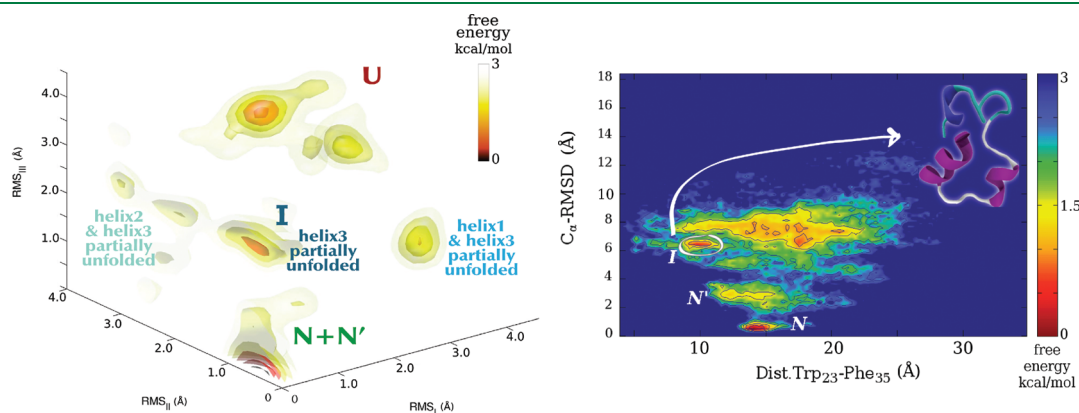 free
energy
kcal/mol
3
0
U
4.0
3.0
2.0
1.0
RMS_III (Å)
I
helix2
& helix3
partially
unfolded
helix3
partially
unfolded
helix1
& helix3
partially
unfolded
N+N′
4.0
3.0
2.0
1.0
0
RMS_II (Å)
0
1.0
2.0
3.0
4.0
RMS_I (Å)
18
16
14
12
10
8
6
4
2
0
Cα-RMSD (Å)
I
N'
N
10
20
30
Dist.Trp23-Phe35 (Å)
3
1.5
0
free
energy
kcal/mol